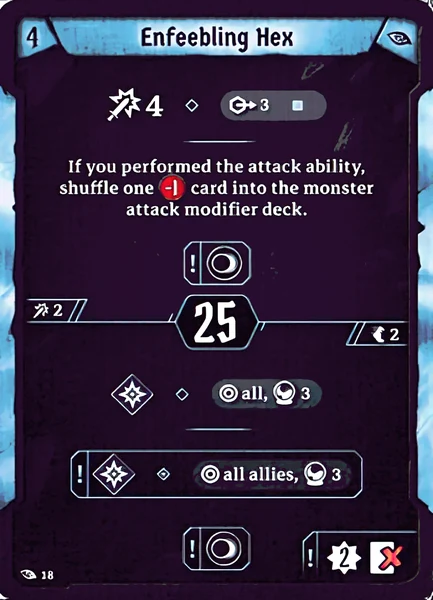 4 Enfeebling Hex
4 3
If you performed the attack ability,
shuffle one -1 card into the monster
attack modifier deck.
!
2
25
2
all, 3
! all allies, 3
!
! 2
18